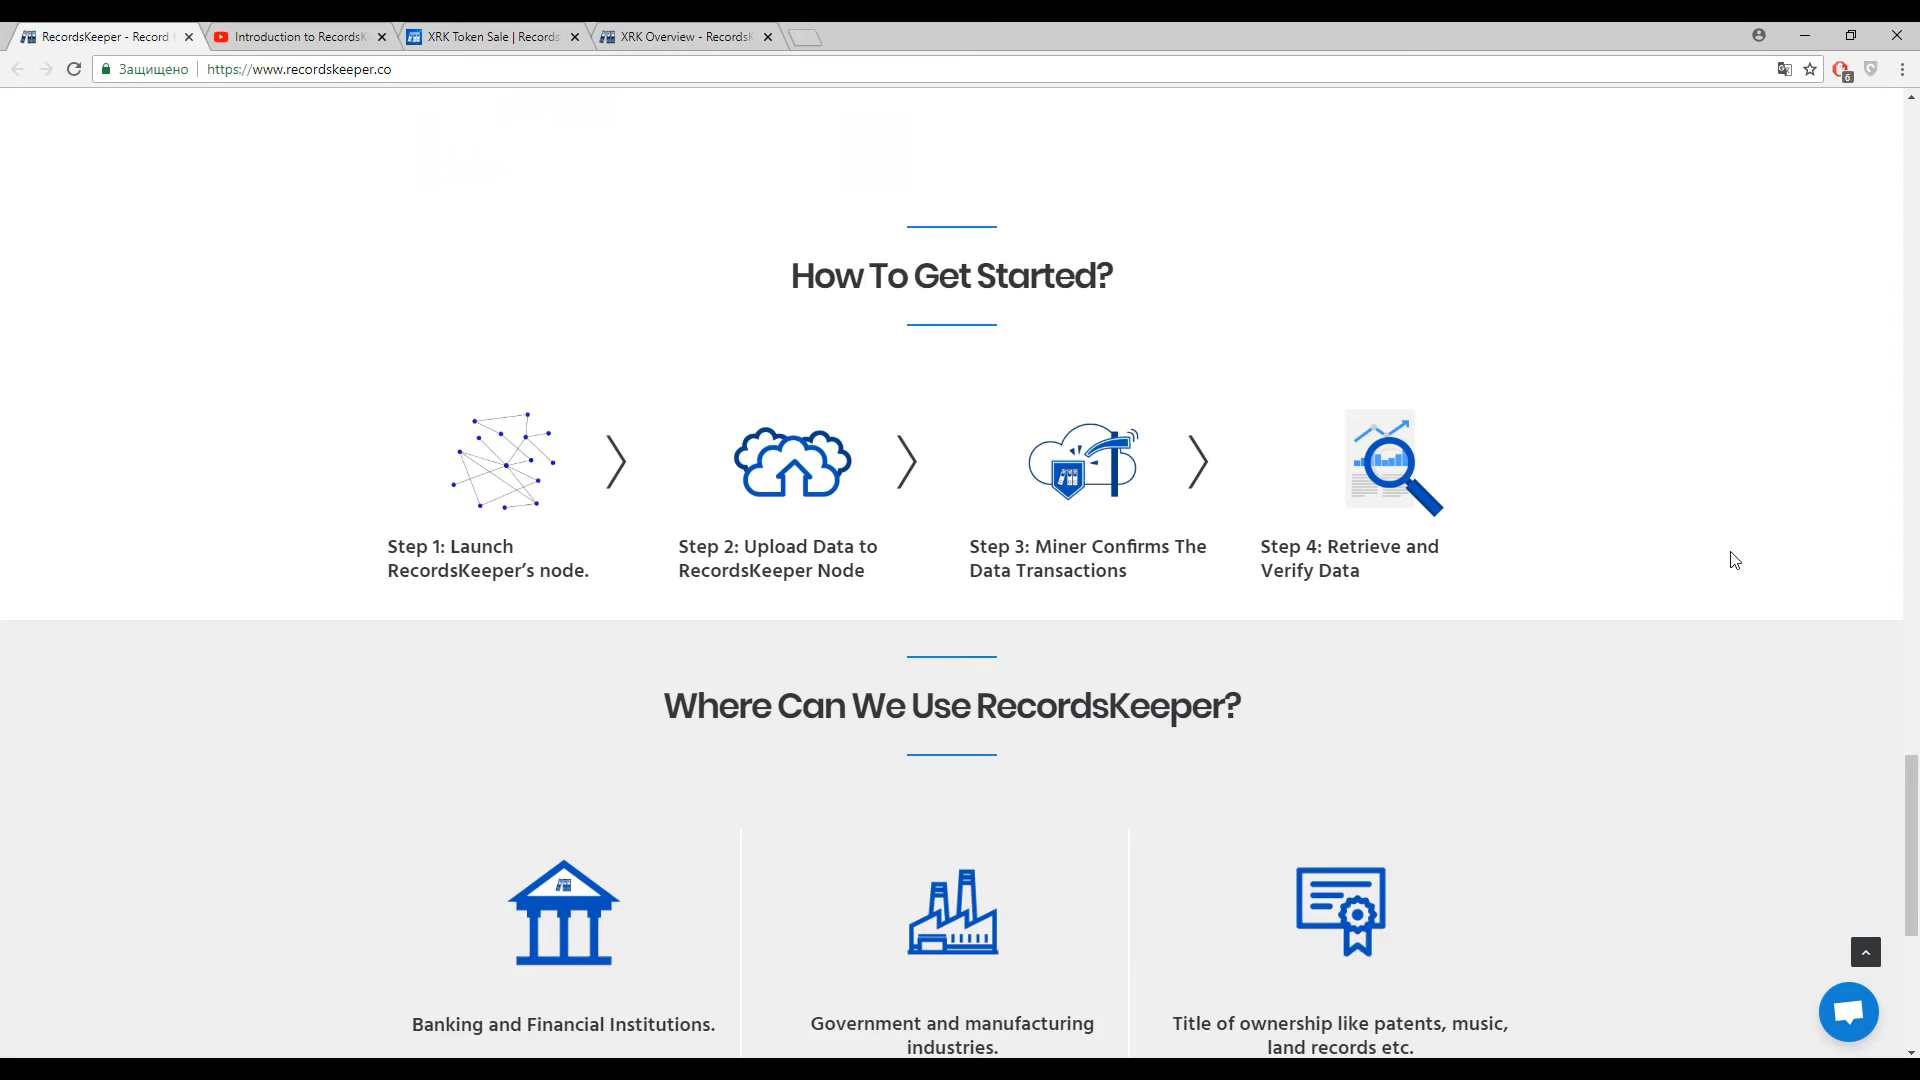 RecordsKeeper - Record
Introduction to RecordsK
XRK Token Sale | Records
XRK Overview - RecordsK
Защищено
https://www.recordskeeper.co
6
How To Get Started?
Step 1: Launch
RecordsKeeper’s node.
Step 2: Upload Data to
RecordsKeeper Node
Step 3: Miner Confirms The
Data Transactions
Step 4: Retrieve and
Verify Data
Where Can We Use RecordsKeeper?
Banking and Financial Institutions.
Government and manufacturing
industries.
Title of ownership like patents, music,
land records etc.